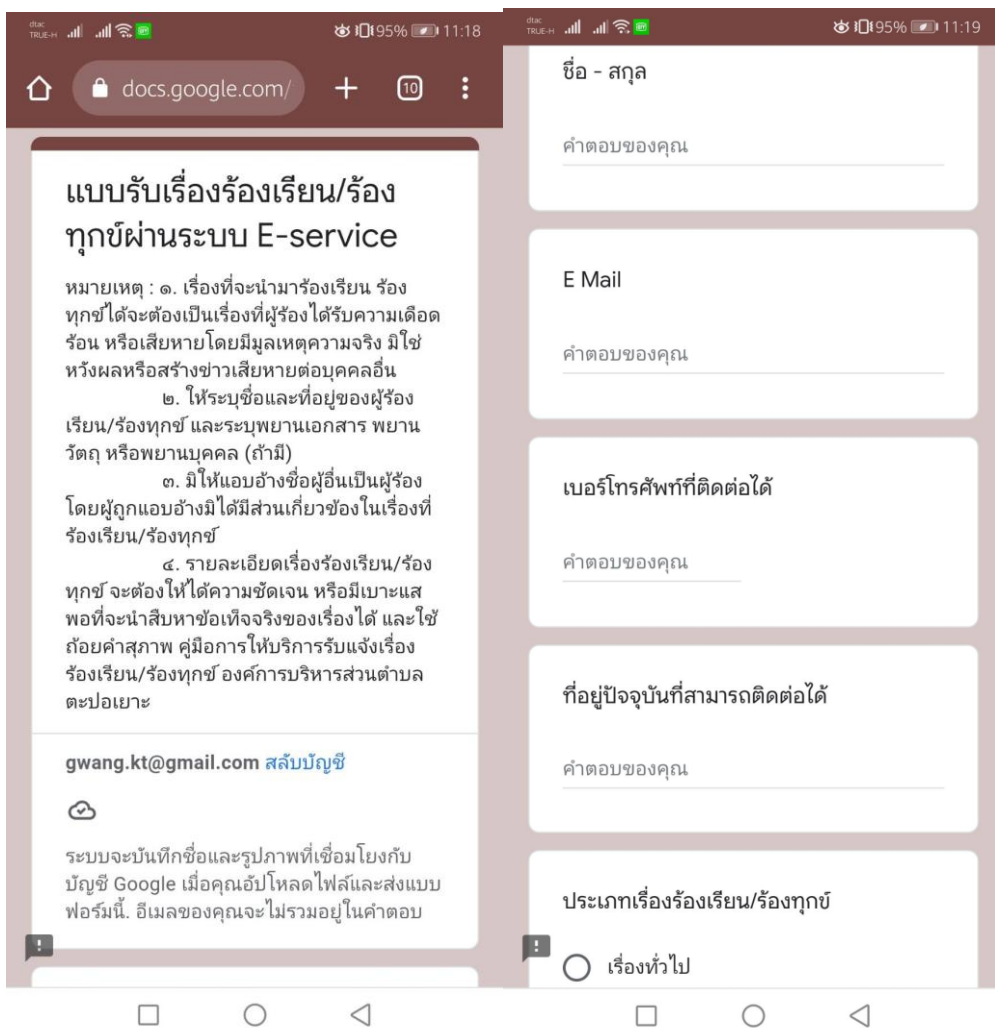 dtac
TRUE-H
95% 11:18
docs.google.com/
10
แบบรับเรื่องร้องเรียน/ร้อง
ทุกข์ผ่านระบบ E-service
หมายเหตุ : ๑. เรื่องที่จะนำมาร้องเรียน ร้อง
ทุกข์ได้จะต้องเป็นเรื่องที่ผู้ร้องได้รับความเดือด
ร้อน หรือเสียหายโดยมีมูลเหตุความจริง มิใช่
หวังผลหรือสร้างข่าวเสียหายต่อบุคคลอื่น
๒. ให้ระบุชื่อและที่อยู่ของผู้ร้อง
เรียน/ร้องทุกข์ และระบุพยานเอกสาร พยาน
วัตถุ หรือพยานบุคคล (ถ้ามี)
๓. มิให้แอบอ้างชื่อผู้อื่นเป็นผู้ร้อง
โดยผู้ถูกแอบอ้างมิได้มีส่วนเกี่ยวข้องในเรื่องที่
ร้องเรียน/ร้องทุกข์
๔. รายละเอียดเรื่องร้องเรียน/ร้อง
ทุกข์ จะต้องให้ได้ความชัดเจน หรือมีเบาะแส
พอที่จะนำสืบหาข้อเท็จจริงของเรื่องได้ และใช้
ถ้อยคำสุภาพ คู่มือการให้บริการรับแจ้งเรื่อง
ร้องเรียน/ร้องทุกข์ องค์การบริหารส่วนตำบล
ตะปอเยาะ
gwang.kt@gmail.com สลับบัญชี
ระบบจะบันทึกชื่อและรูปภาพที่เชื่อมโยงกับ
บัญชี Google เมื่อคุณอัปโหลดไฟล์และส่งแบบ
ฟอร์มนี้. อีเมลของคุณจะไม่รวมอยู่ในคำตอบ
dtac
TRUE-H
95% 11:19
ชื่อ - สกุล
คำตอบของคุณ
E Mail
คำตอบของคุณ
เบอร์โทรศัพท์ที่ติดต่อได้
คำตอบของคุณ
ที่อยู่ปัจจุบันที่สามารถติดต่อได้
คำตอบของคุณ
ประเภทเรื่องร้องเรียน/ร้องทุกข์
เรื่องทั่วไป